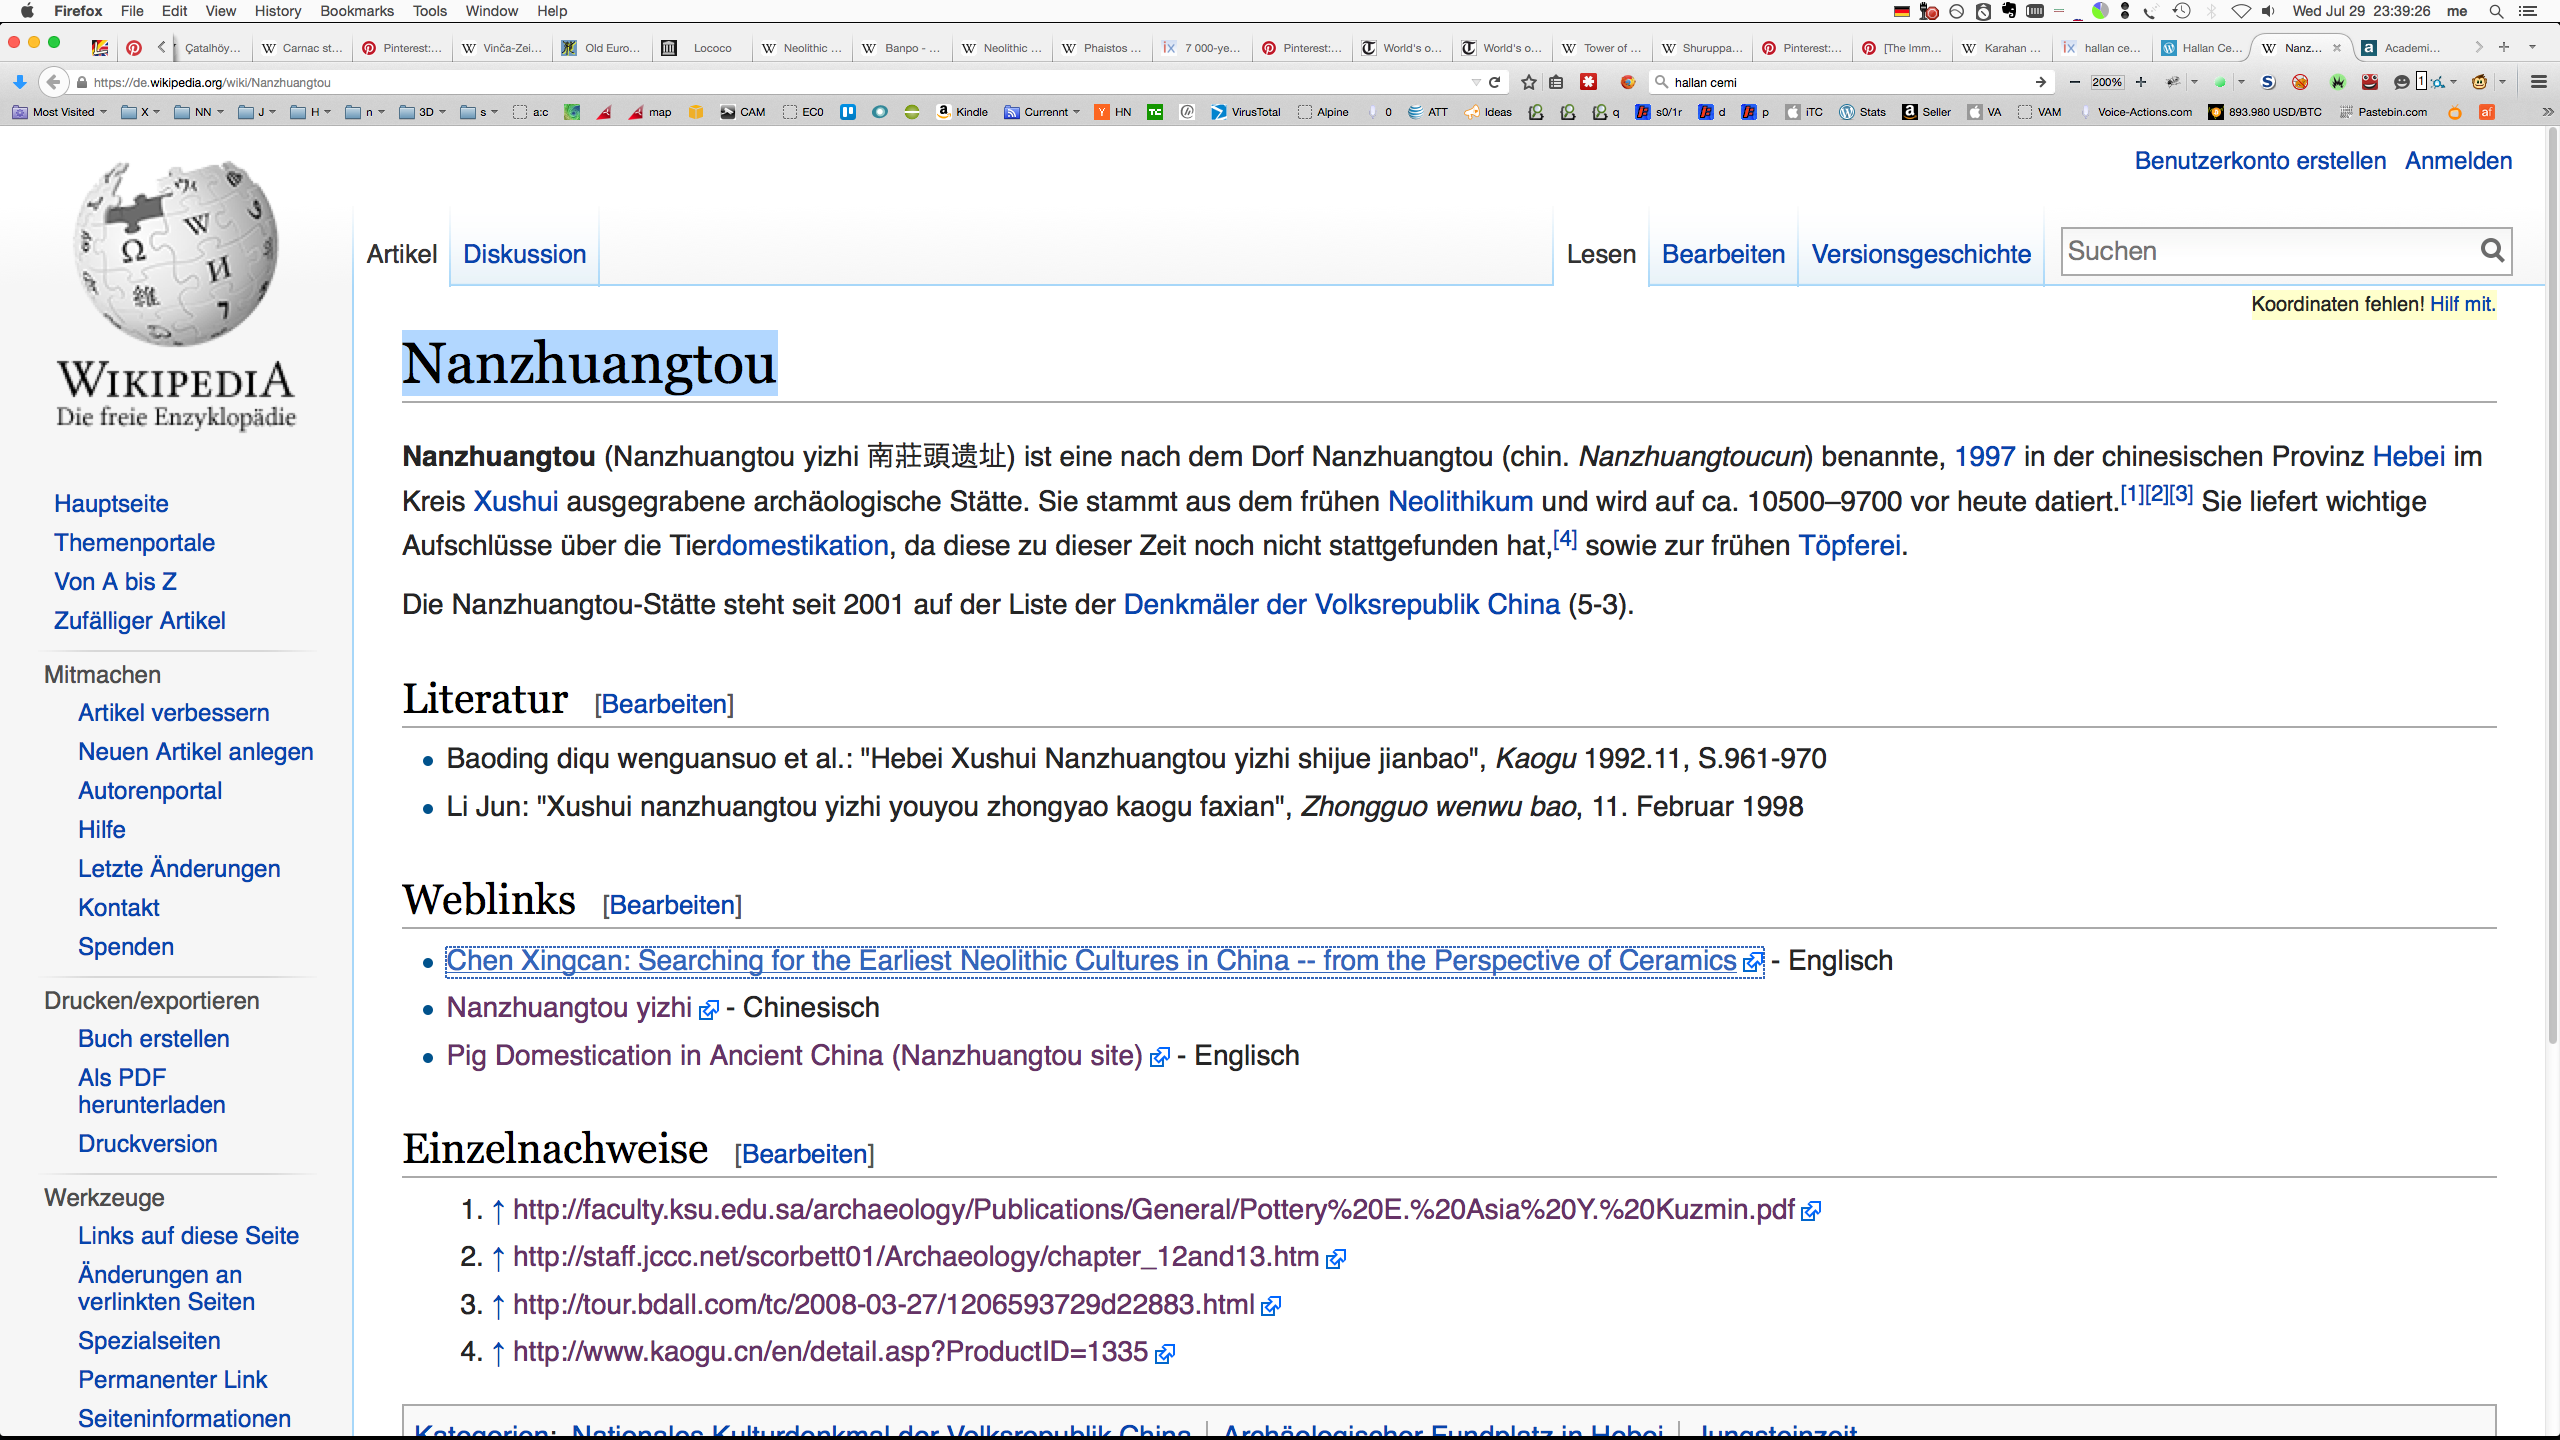 Firefox File Edit View History Bookmarks Tools Window Help Wed Jul 29 23:39:26 me
Çatalhöy... Carnac st... Pinterest:... Vinča-Zei... Old Euro... Lococo Neolithic ... Banpo - ... Neolithic ... Phaistos ... 7 000-ye... Pinterest:... World's o... World's o... Tower of ... Shuruppa... Pinterest:... [The Imm... Karahan ... hallan ce... Hallan Ce... Nanz... Academi...
https://de.wikipedia.org/wiki/Nanzhuangtou hallan cemi 200%
Most Visited X NN J H n 3D s a:c map CAM EC0 Kindle Currennt HN VirusTotal Alpine 0 ATT Ideas q s0/1r d p iTC Stats Seller VA VAM Voice-Actions.com 893.980 USD/BTC Pastebin.com
Benutzerkonto erstellen Anmelden
Artikel Diskussion Lesen Bearbeiten Versionsgeschichte Suchen
Koordinaten fehlen! Hilf mit.
WIKIPEDIA
Die freie Enzyklopädie
Hauptseite
Themenportale
Von A bis Z
Zufälliger Artikel
Mitmachen
Artikel verbessern
Neuen Artikel anlegen
Autorenportal
Hilfe
Letzte Änderungen
Kontakt
Spenden
Drucken/exportieren
Buch erstellen
Als PDF
herunterladen
Druckversion
Werkzeuge
Links auf diese Seite
Änderungen an
verlinkten Seiten
Spezialseiten
Permanenter Link
Seiteninformationen
Nanzhuangtou
Nanzhuangtou (Nanzhuangtou yizhi 南莊頭遗址) ist eine nach dem Dorf Nanzhuangtou (chin. Nanzhuangtoucun) benannte, 1997 in der chinesischen Provinz Hebei im
Kreis Xushui ausgegrabene archäologische Stätte. Sie stammt aus dem frühen Neolithikum und wird auf ca. 10500–9700 vor heute datiert.[1][2][3] Sie liefert wichtige
Aufschlüsse über die Tierdomestikation, da diese zu dieser Zeit noch nicht stattgefunden hat,[4] sowie zur frühen Töpferei.
Die Nanzhuangtou-Stätte steht seit 2001 auf der Liste der Denkmäler der Volksrepublik China (5-3).
Literatur [Bearbeiten]
Baoding diqu wenguansuo et al.: "Hebei Xushui Nanzhuangtou yizhi shijue jianbao", Kaogu 1992.11, S.961-970
Li Jun: "Xushui nanzhuangtou yizhi youyou zhongyao kaogu faxian", Zhongguo wenwu bao, 11. Februar 1998
Weblinks [Bearbeiten]
Chen Xingcan: Searching for the Earliest Neolithic Cultures in China -- from the Perspective of Ceramics - Englisch
Nanzhuangtou yizhi - Chinesisch
Pig Domestication in Ancient China (Nanzhuangtou site) - Englisch
Einzelnachweise [Bearbeiten]
1. ↑ http://faculty.ksu.edu.sa/archaeology/Publications/General/Pottery%20E.%20Asia%20Y.%20Kuzmin.pdf
2. ↑ http://staff.jccc.net/scorbett01/Archaeology/chapter_12and13.htm
3. ↑ http://tour.bdall.com/tc/2008-03-27/1206593729d22883.html
4. ↑ http://www.kaogu.cn/en/detail.asp?ProductID=1335
Kategorien: Nationales Kulturdenkmal der Volksrepublik China | Archäologischer Fundplatz in Hebei | Jungsteinzeit